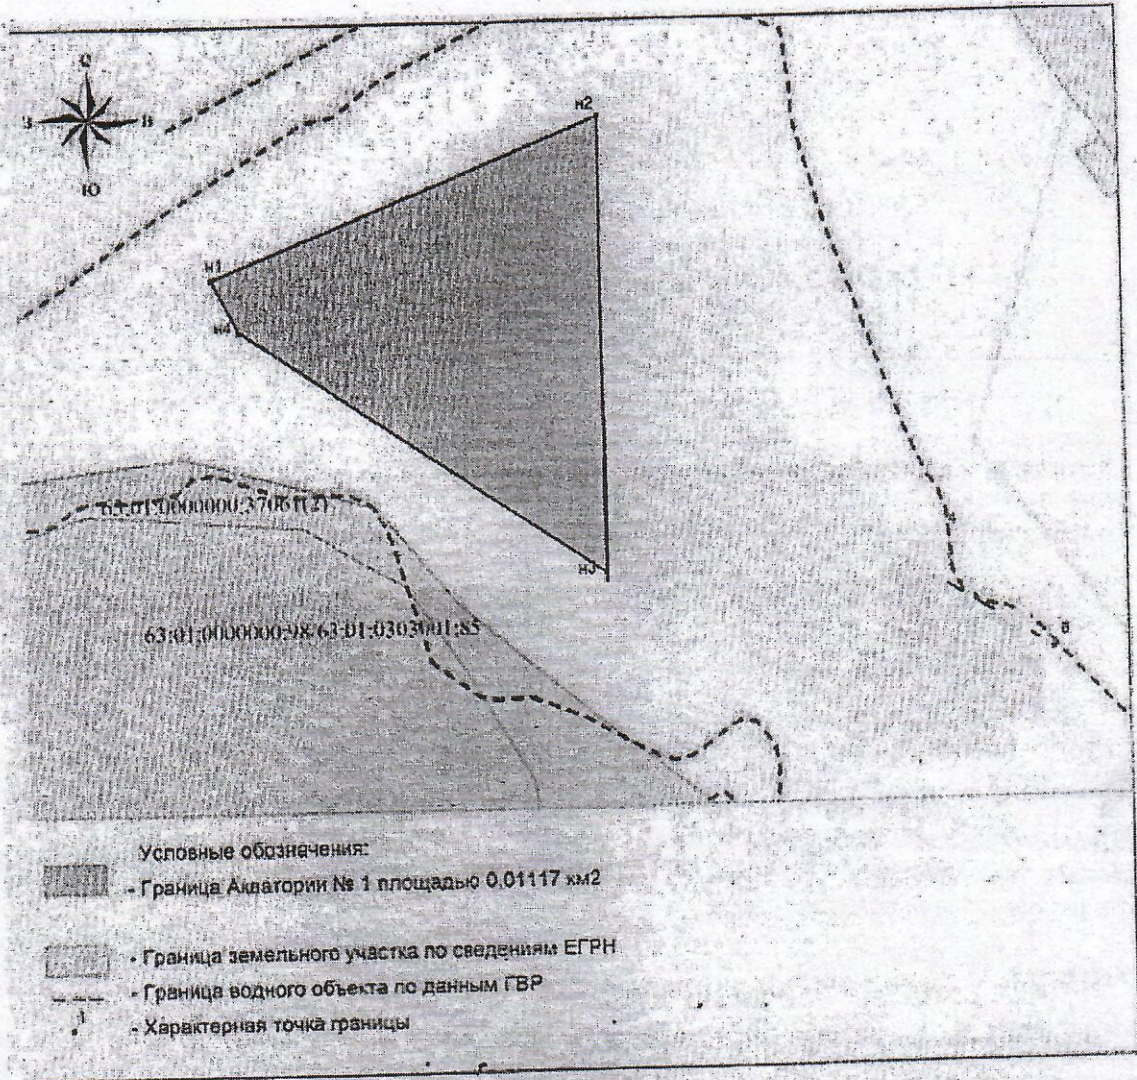 С
З В
Ю
н2
н1
н4
н3
63:01:0000000:37061(2)
63:01:0000000:98/63:01:0303001:85
8
Условные обозначения:
- Граница Акватории № 1 площадью 0.01117 км2
- Граница земельного участка по сведениям ЕГРН
- Граница водного объекта по данным ГВР
1
- Характерная точка границы